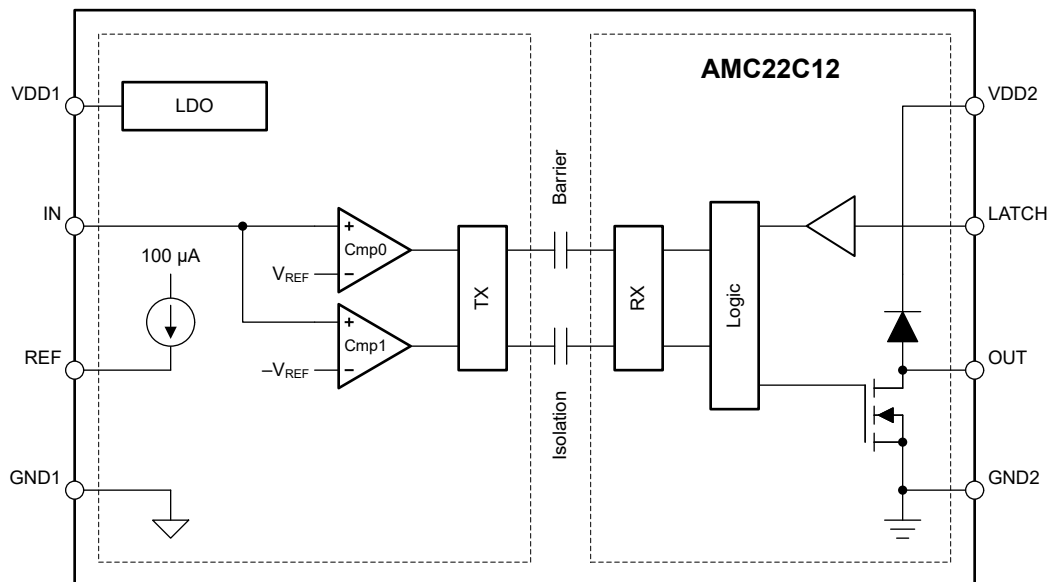 AMC22C12
VDD1
LDO
VDD2
IN
Barrier
LATCH
+
Cmp0
VREF
–
100 µA
TX
RX
Logic
+
Cmp1
–VREF
–
REF
OUT
Isolation
GND1
GND2